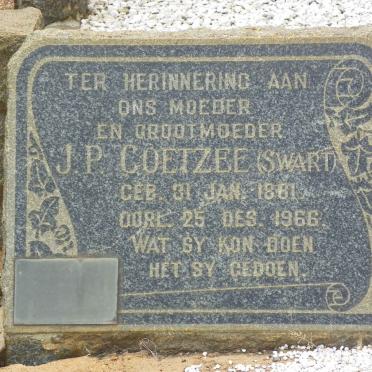 TER HERINNERING AAN
ONS MOEDER
EN GROOTMOEDER
J.P. COETZEE (SWART)
GEB. 31 JAN. 1881.
OORL. 25 DES. 1966.
WAT SY KON DOEN
HET SY GEDOEN.